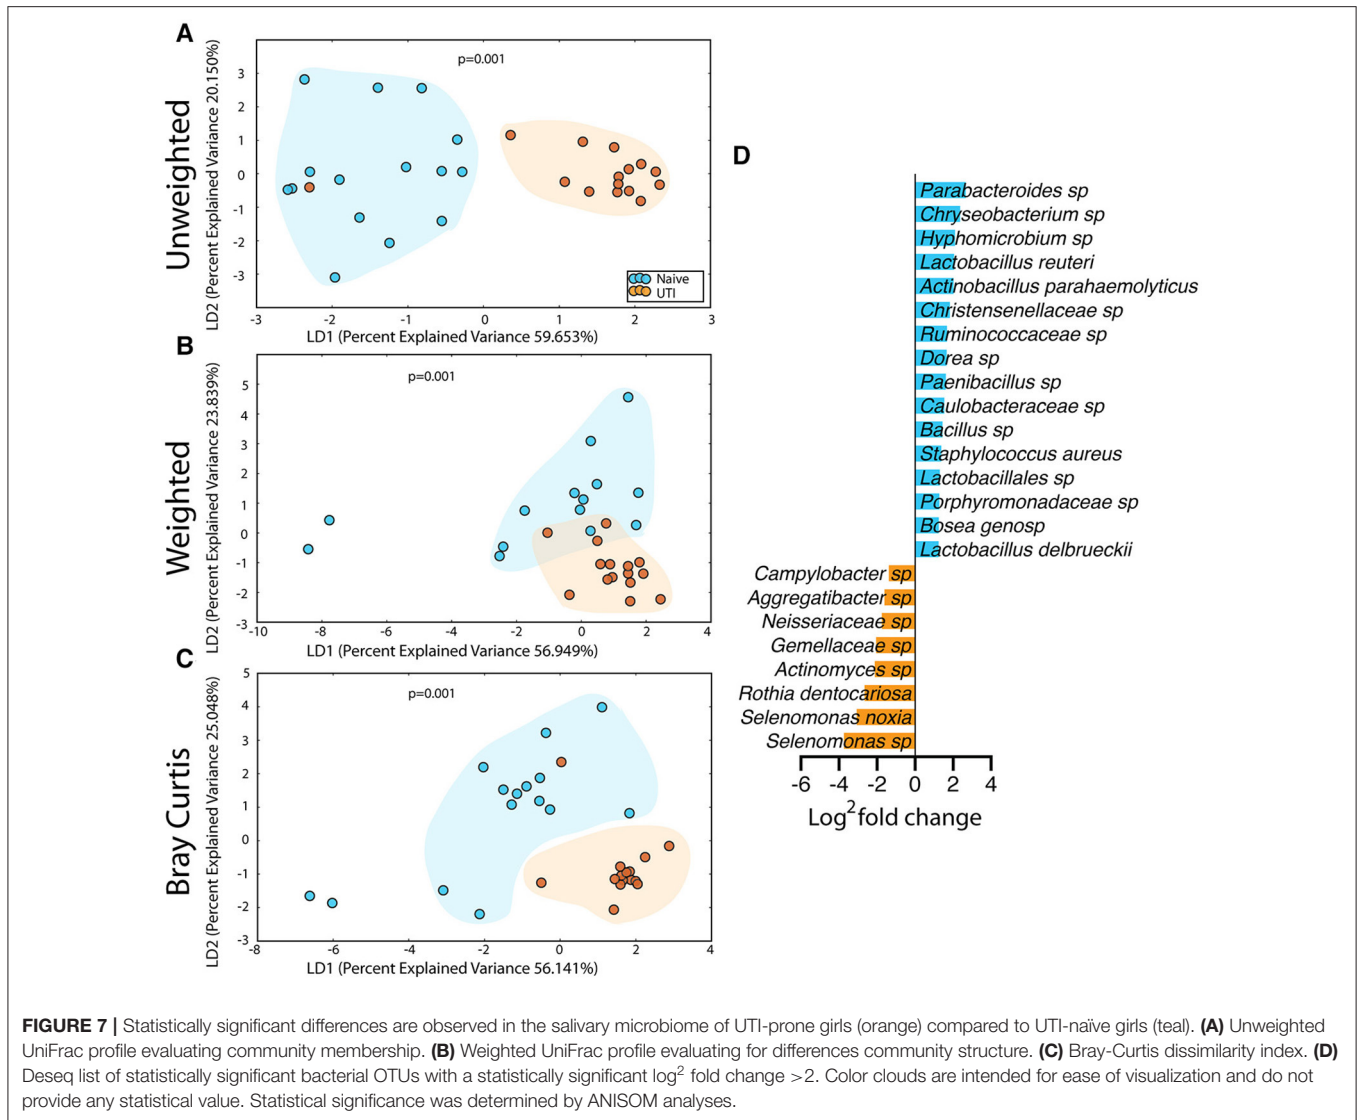 A
Unweighted
LD2 (Percent Explained Variance 20.150%)
p=0.001
3
2
1
0
-1
-2
-3
Naive
UTI
-3
-2
-1
0
1
2
3
LD1 (Percent Explained Variance 59.653%)
B
Weighted
LD2 (Percent Explained Variance 23.839%)
p=0.001
5
4
3
2
1
0
-1
-2
-3
-10
-8
-6
-4
-2
0
2
4
LD1 (Percent Explained Variance 56.949%)
C
Bray Curtis
LD2 (Percent Explained Variance 25.048%)
p=0.001
5
4
3
2
1
0
-1
-2
-3
-8
-6
-4
-2
0
2
4
LD1 (Percent Explained Variance 56.141%)
D
Parabacteroides sp
Chryseobacterium sp
Hyphomicrobium sp
Lactobacillus reuteri
Actinobacillus parahaemolyticus
Christensenellaceae sp
Ruminococcaceae sp
Dorea sp
Paenibacillus sp
Caulobacteraceae sp
Bacillus sp
Staphylococcus aureus
Lactobacillales sp
Porphyromonadaceae sp
Bosea genosp
Lactobacillus delbrueckii
Campylobacter sp
Aggregatibacter sp
Neisseriaceae sp
Gemellaceae sp
Actinomyces sp
Rothia dentocariosa
Selenomonas noxia
Selenomonas sp
-6 -4 -2 0 2 4
Log2 fold change
FIGURE 7 | Statistically significant differences are observed in the salivary microbiome of UTI-prone girls (orange) compared to UTI-naïve girls (teal). (A) Unweighted
UniFrac profile evaluating community membership. (B) Weighted UniFrac profile evaluating for differences community structure. (C) Bray-Curtis dissimilarity index. (D)
Deseq list of statistically significant bacterial OTUs with a statistically significant log2 fold change >2. Color clouds are intended for ease of visualization and do not
provide any statistical value. Statistical significance was determined by ANISOM analyses.